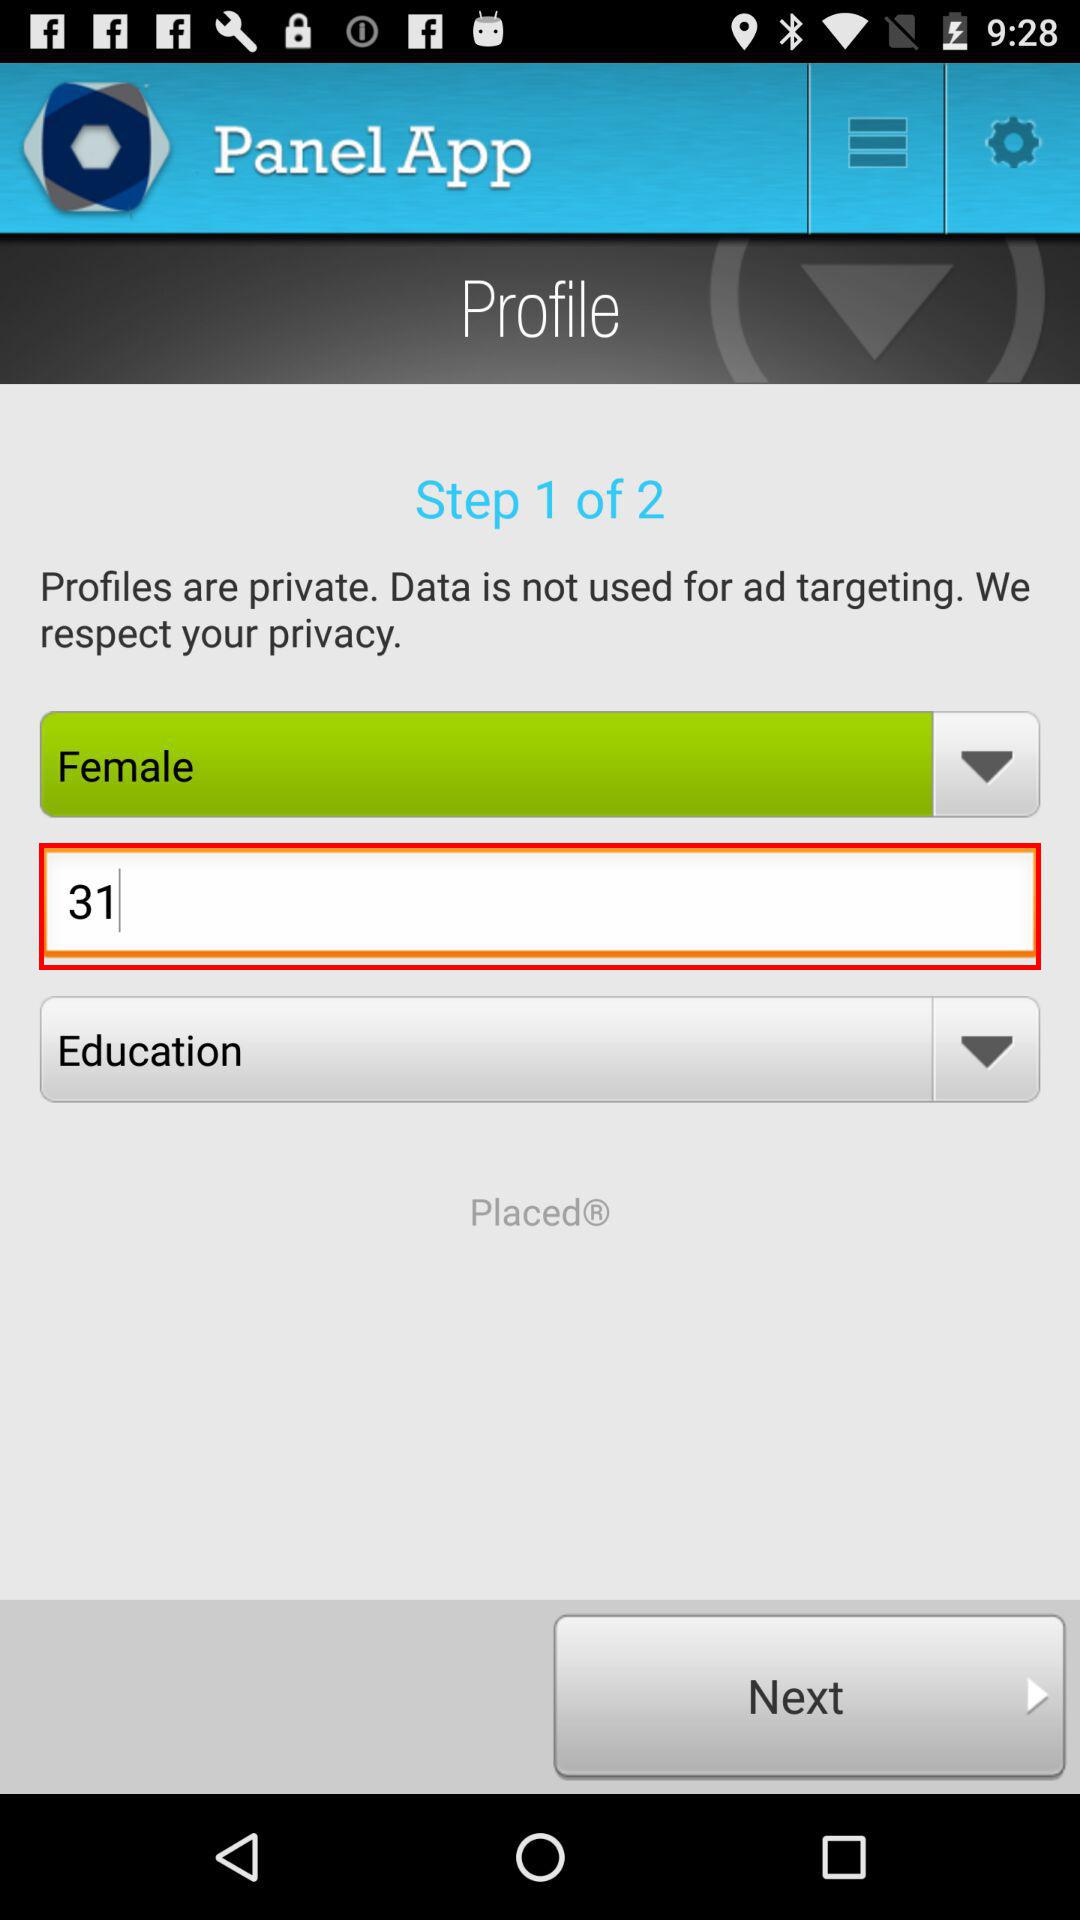 9:28
Panel App
Profile
Step 1 of 2
Profiles are private. Data is not used for ad targeting. We
respect your privacy.
Female
31
Education
Placed®
Next